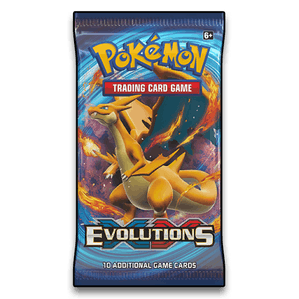 6+
POKéMON
TRADING CARD GAME
XY
EVOLUTIONS
10 ADDITIONAL GAME CARDS